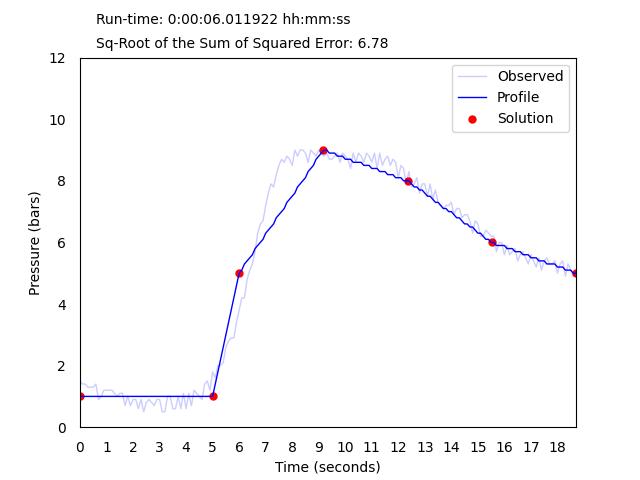 Run-time: 0:00:06.011922 hh:mm:ss
Sq-Root of the Sum of Squared Error: 6.78
12
Observed
Profile
Solution
10
8
6
4
2
0
Pressure (bars)
0 1 2 3 4 5 6 7 8 9 10 11 12 13 14 15 16 17 18
Time (seconds)